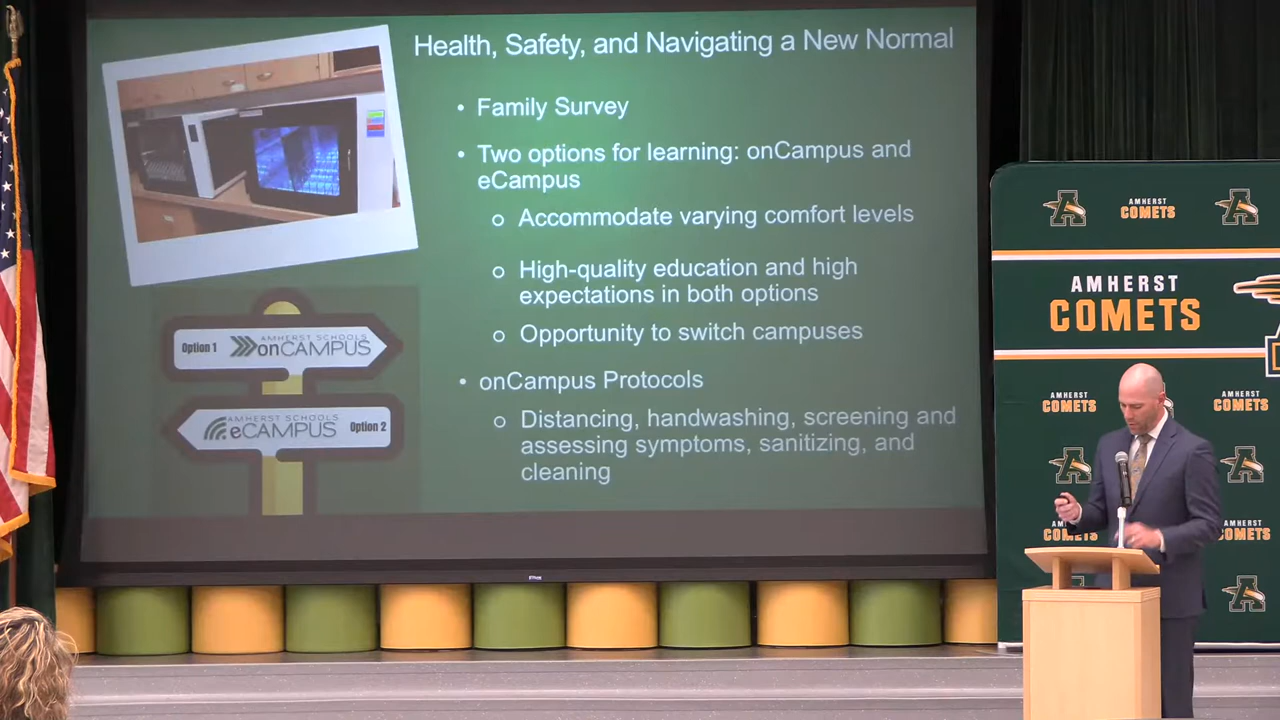 Health, Safety, and Navigating a New Normal
• Family Survey
• Two options for learning: onCampus and
eCampus
o Accommodate varying comfort levels
o High-quality education and high
expectations in both options
o Opportunity to switch campuses
• onCampus Protocols
o Distancing, handwashing, screening and
assessing symptoms, sanitizing, and
cleaning
Option 1
AMHERST SCHOOLS
onCAMPUS
AMHERST SCHOOLS
eCAMPUS
Option 2
A
AMHERST
COMETS
A
AMHERST
COMETS
AMHERST
COMETS
AMHERST
COMETS
A
A
COMETS
AMHERST
COMETS
A